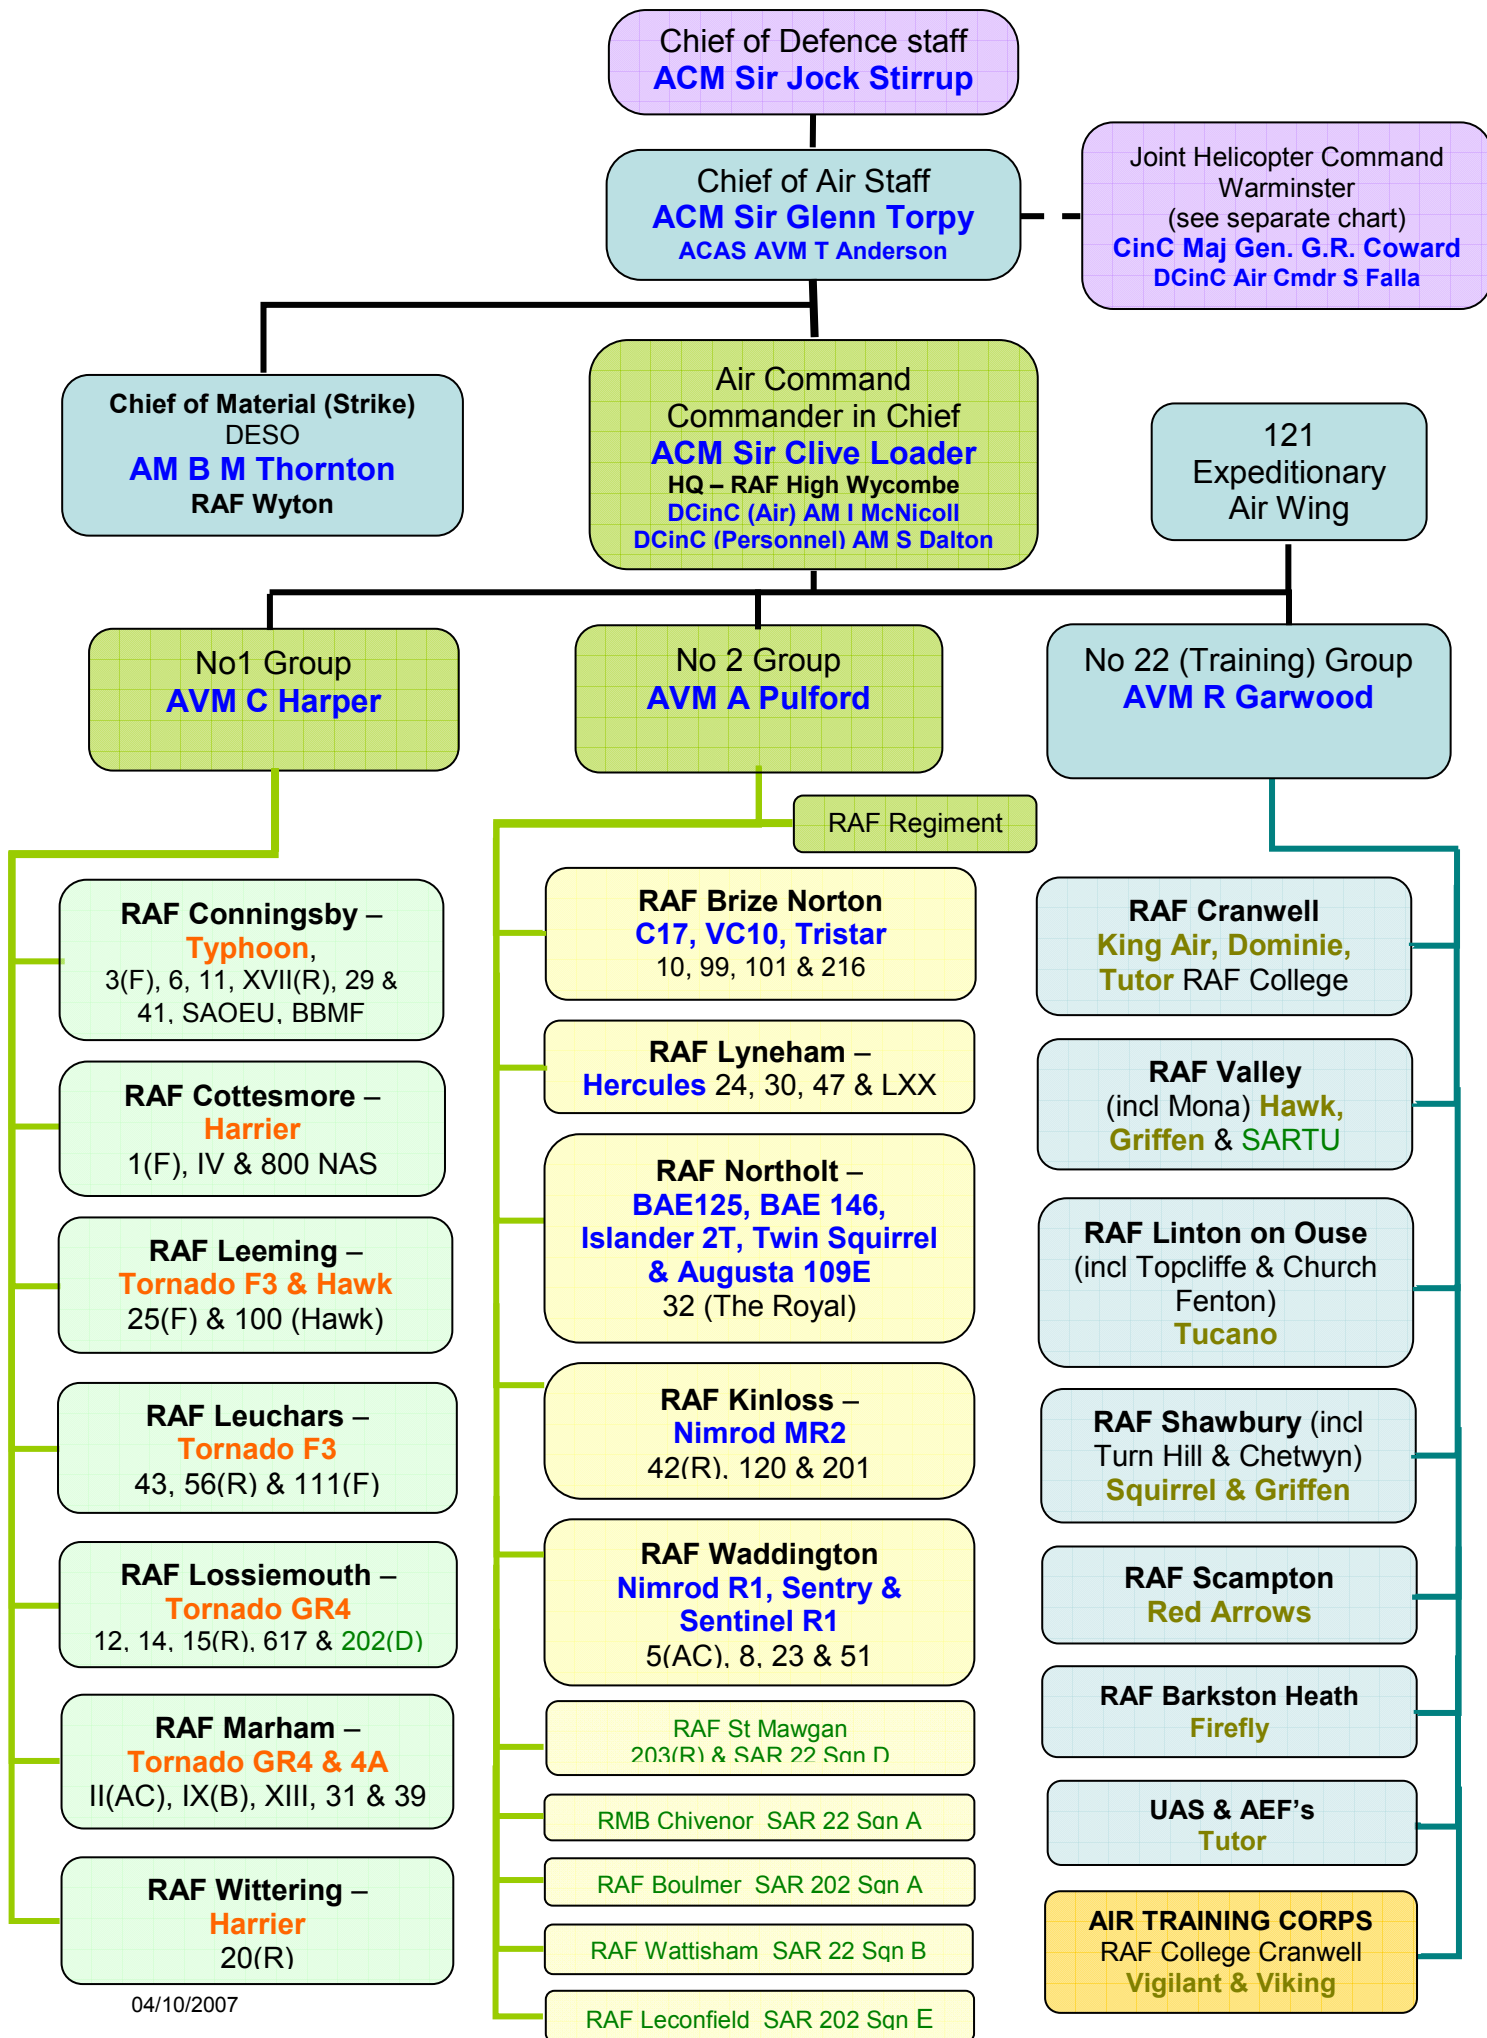 Chief of Defence staff
ACM Sir Jock Stirrup
Chief of Air Staff
ACM Sir Glenn Torpy
ACAS AVM T Anderson
Joint Helicopter Command
Warminster
(see separate chart)
CinC Maj Gen. G.R. Coward
DCinC Air Cmdr S Falla
Chief of Material (Strike)
DESO
AM B M Thornton
RAF Wyton
Air Command
Commander in Chief
ACM Sir Clive Loader
HQ – RAF High Wycombe
DCinC (Air) AM I McNicoll
DCinC (Personnel) AM S Dalton
121
Expeditionary
Air Wing
No1 Group
AVM C Harper
No 2 Group
AVM A Pulford
No 22 (Training) Group
AVM R Garwood
RAF Regiment
RAF Conningsby –
Typhoon,
3(F), 6, 11, XVII(R), 29 &
41, SAOEU, BBMF
RAF Cottesmore –
Harrier
1(F), IV & 800 NAS
RAF Leeming –
Tornado F3 & Hawk
25(F) & 100 (Hawk)
RAF Leuchars –
Tornado F3
43, 56(R) & 111(F)
RAF Lossiemouth –
Tornado GR4
12, 14, 15(R), 617 & 202(D)
RAF Marham –
Tornado GR4 & 4A
II(AC), IX(B), XIII, 31 & 39
RAF Wittering –
Harrier
20(R)
04/10/2007
RAF Brize Norton
C17, VC10, Tristar
10, 99, 101 & 216
RAF Lyneham –
Hercules 24, 30, 47 & LXX
RAF Northolt –
BAE125, BAE 146,
Islander 2T, Twin Squirrel
& Augusta 109E
32 (The Royal)
RAF Kinloss –
Nimrod MR2
42(R), 120 & 201
RAF Waddington
Nimrod R1, Sentry &
Sentinel R1
5(AC), 8, 23 & 51
RAF St Mawgan
203(R) & SAR 22 Sqn D
RMB Chivenor SAR 22 Sqn A
RAF Boulmer SAR 202 Sqn A
RAF Wattisham SAR 22 Sqn B
RAF Leconfield SAR 202 Sqn E
RAF Cranwell
King Air, Dominie,
Tutor RAF College
RAF Valley
(incl Mona) Hawk,
Griffen & SARTU
RAF Linton on Ouse
(incl Topcliffe & Church
Fenton)
Tucano
RAF Shawbury (incl
Turn Hill & Chetwyn)
Squirrel & Griffen
RAF Scampton
Red Arrows
RAF Barkston Heath
Firefly
UAS & AEF’s
Tutor
AIR TRAINING CORPS
RAF College Cranwell
Vigilant & Viking